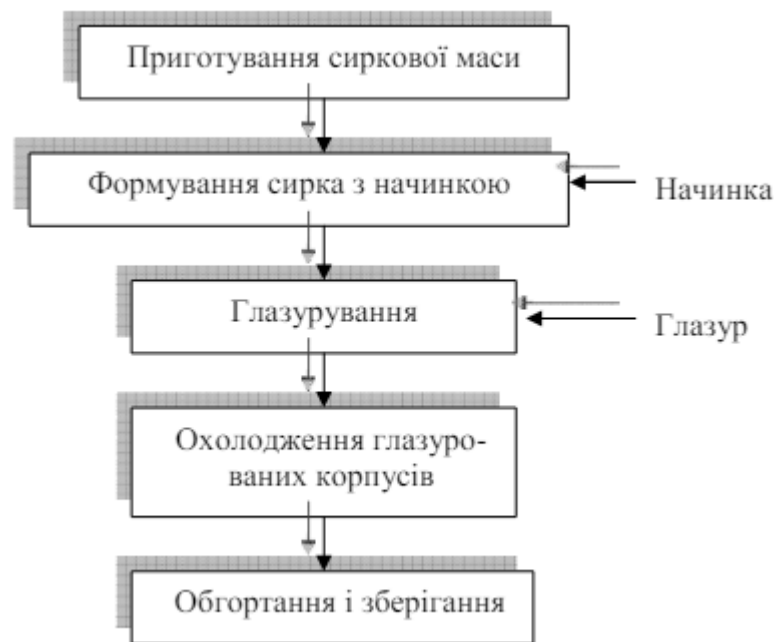 Приготування сиркової маси
Формування сирка з начинкою
Начинка
Глазурування
Глазур
Охолодження глазуро-
ваних корпусів
Обгортання і зберігання